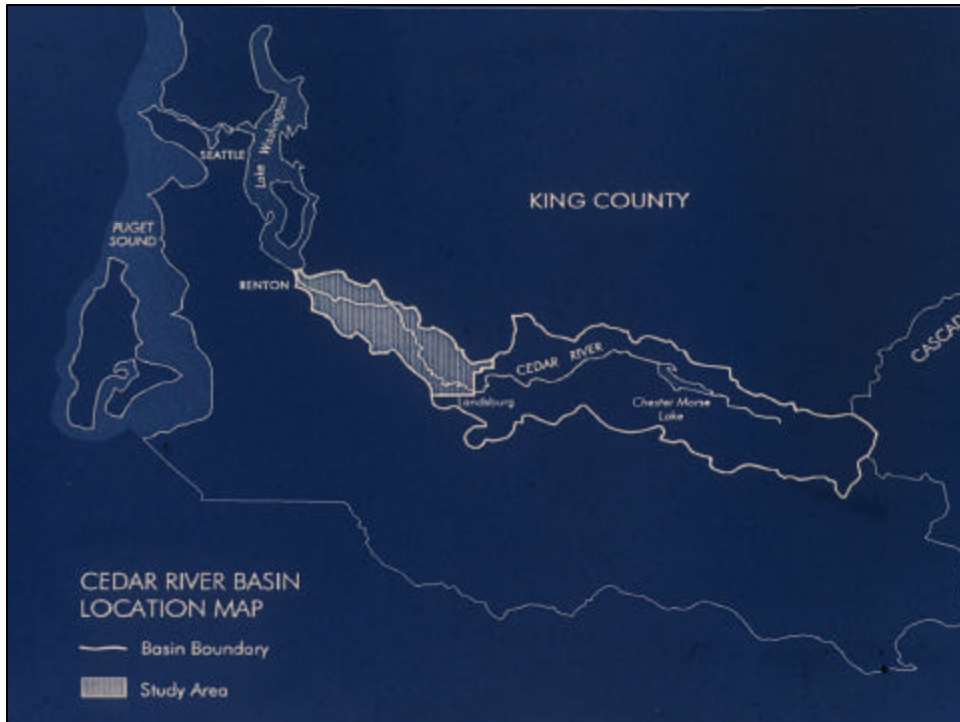 SEATTLE
Lake Washington
KING COUNTY
PUGET
SOUND
RENTON
CEDAR RIVER
CASCAD
Landsburg
Chester Morse
Lake
CEDAR RIVER BASIN
LOCATION MAP
Basin Boundary
Study Area